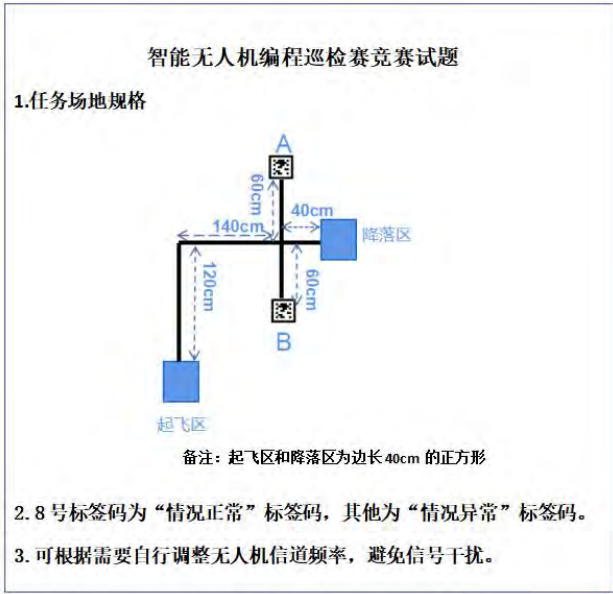 智能无人机编程巡检赛竞赛试题
1.任务场地规格
A
60cm
40cm
140cm
降落区
120cm
60cm
B
起飞区
备注：起飞区和降落区为边长40cm 的正方形
2. 8 号标签码为“情况正常”标签码，其他为“情况异常”标签码。
3. 可根据需要自行调整无人机信道频率，避免信号干扰。